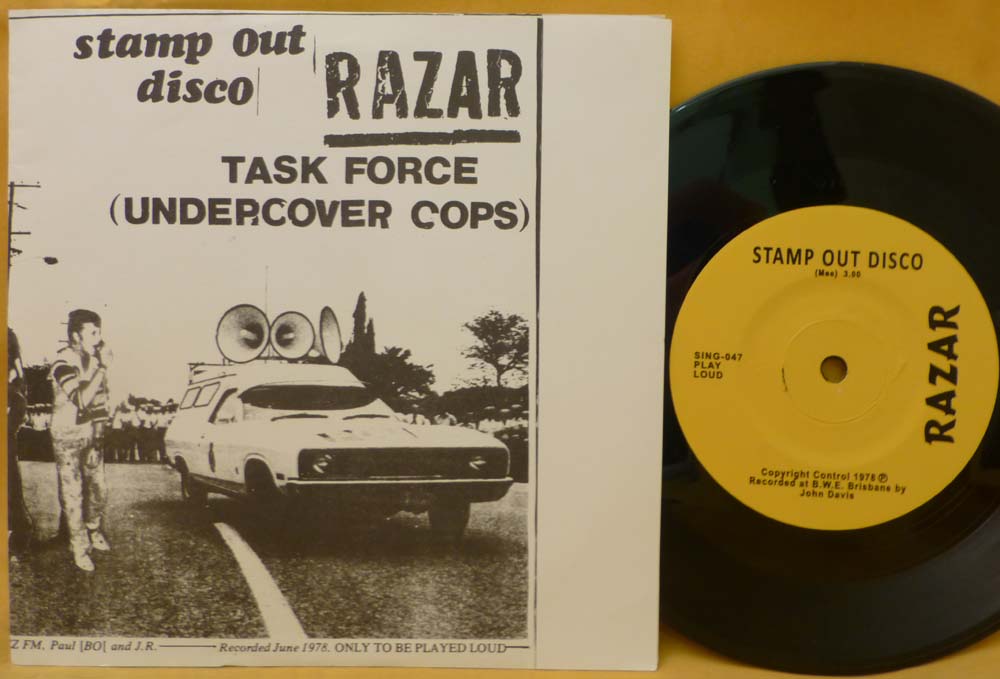 stamp out
disco
RAZAR
TASK FORCE
(UNDERCOVER COPS)
Z FM, Paul [BO[ and J.R. Recorded June 1978. ONLY TO BE PLAYED LOUD
STAMP OUT DISCO
(Mee) 3.00
SING-047
PLAY
LOUD
RAZAR
Copyright Control 1978 Ⓟ
Recorded at B.W.E. Brisbane by
John Davis